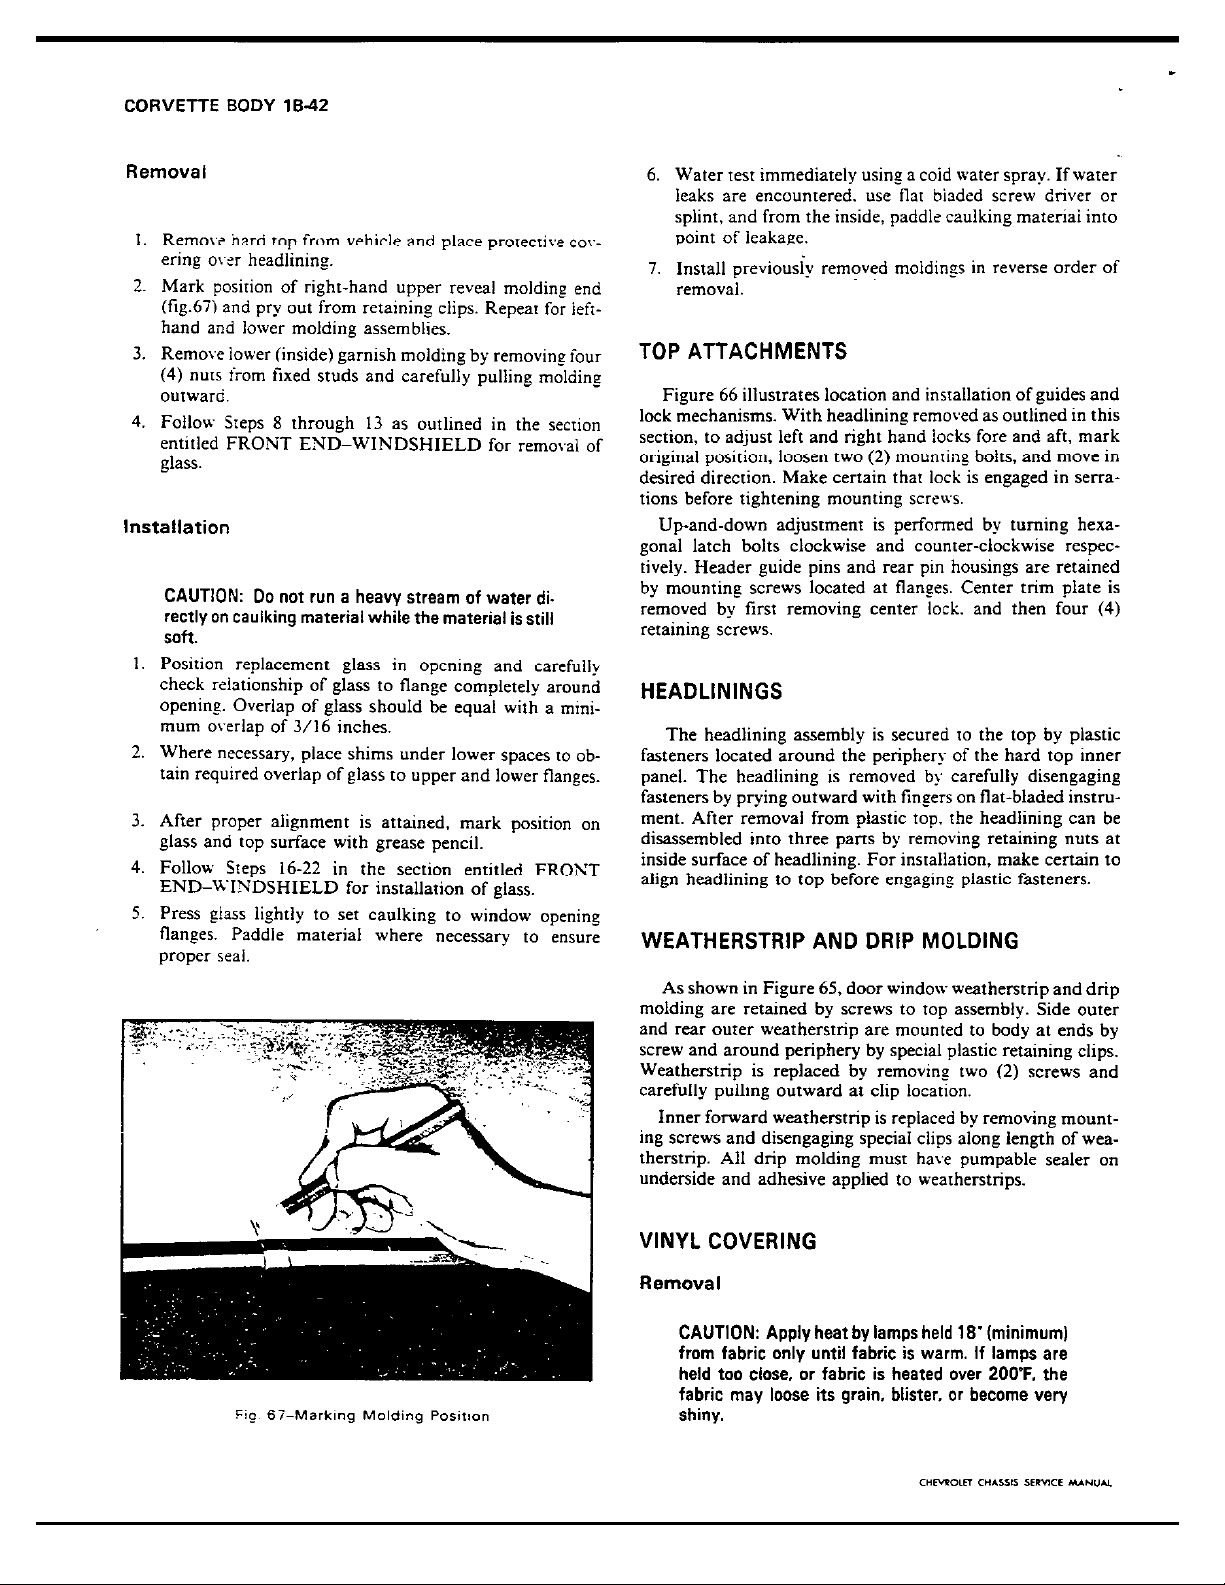 CORVETTE BODY 1B-42
Removal
1. Remove hard top from vehicle and place protective cov-
ering over headlining.
2. Mark position of right-hand upper reveal molding end
(fig.67) and pry out from retaining clips. Repeat for left-
hand and lower molding assemblies.
3. Remove lower (inside) garnish molding by removing four
(4) nuts from fixed studs and carefully pulling molding
outward.
4. Follow Steps 8 through 13 as outlined in the section
entitled FRONT END–WINDSHIELD for removal of
glass.
Installation
CAUTION: Do not run a heavy stream of water di-
rectly on caulking material while the material is still
soft.
1. Position replacement glass in opening and carefully
check relationship of glass to flange completely around
opening. Overlap of glass should be equal with a mini-
mum overlap of 3/16 inches.
2. Where necessary, place shims under lower spaces to ob-
tain required overlap of glass to upper and lower flanges.
3. After proper alignment is attained, mark position on
glass and top surface with grease pencil.
4. Follow Steps 16-22 in the section entitled FRONT
END–WINDSHIELD for installation of glass.
5. Press glass lightly to set caulking to window opening
flanges. Paddle material where necessary to ensure
proper seal.
Fig. 67–Marking Molding Position
6. Water test immediately using a cold water spray. If water
leaks are encountered, use flat bladed screw driver or
splint, and from the inside, paddle caulking material into
point of leakage.
7. Install previously removed moldings in reverse order of
removal.
TOP ATTACHMENTS
Figure 66 illustrates location and installation of guides and
lock mechanisms. With headlining removed as outlined in this
section, to adjust left and right hand locks fore and aft, mark
original position, loosen two (2) mounting bolts, and move in
desired direction. Make certain that lock is engaged in serra-
tions before tightening mounting screws.
Up-and-down adjustment is performed by turning hexa-
gonal latch bolts clockwise and counter-clockwise respec-
tively. Header guide pins and rear pin housings are retained
by mounting screws located at flanges. Center trim plate is
removed by first removing center lock, and then four (4)
retaining screws.
HEADLININGS
The headlining assembly is secured to the top by plastic
fasteners located around the periphery of the hard top inner
panel. The headlining is removed by carefully disengaging
fasteners by prying outward with fingers on flat-bladed instru-
ment. After removal from plastic top, the headlining can be
disassembled into three parts by removing retaining nuts at
inside surface of headlining. For installation, make certain to
align headlining to top before engaging plastic fasteners.
WEATHERSTRIP AND DRIP MOLDING
As shown in Figure 65, door window weatherstrip and drip
molding are retained by screws to top assembly. Side outer
and rear outer weatherstrip are mounted to body at ends by
screw and around periphery by special plastic retaining clips.
Weatherstrip is replaced by removing two (2) screws and
carefully pulling outward at clip location.
Inner forward weatherstrip is replaced by removing mount-
ing screws and disengaging special clips along length of wea-
therstrip. All drip molding must have pumpable sealer on
underside and adhesive applied to weatherstrips.
VINYL COVERING
Removal
CAUTION: Apply heat by lamps held 18" (minimum)
from fabric only until fabric is warm. If lamps are
held too close, or fabric is heated over 200°F, the
fabric may loose its grain, blister, or become very
shiny.
CHEVROLET CHASSIS SERVICE MANUAL